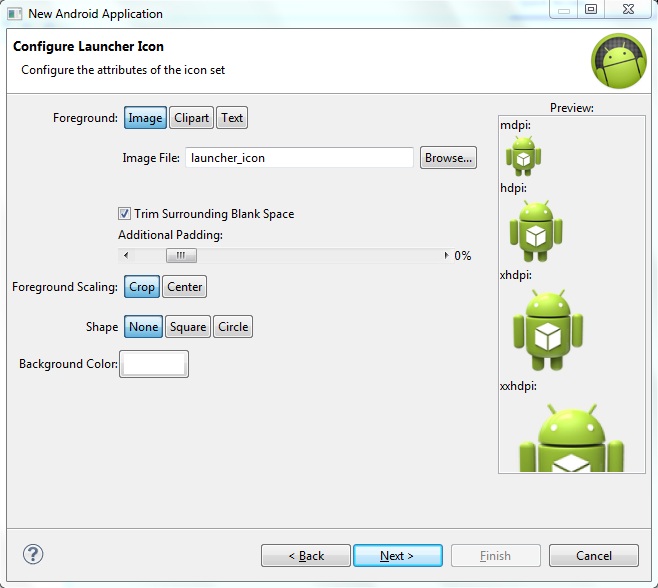 New Android Application
Configure Launcher Icon
Configure the attributes of the icon set
Foreground: Image Clipart Text
Image File: launcher_icon Browse...
Trim Surrounding Blank Space
Additional Padding:
0%
Foreground Scaling: Crop Center
Shape None Square Circle
Background Color:
Preview:
mdpi:
hdpi:
xhdpi:
xxhdpi:
? < Back Next > Finish Cancel